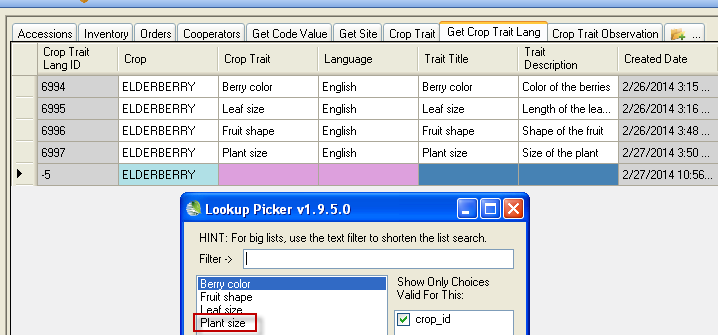 Accessions Inventory Orders Cooperators Get Code Value Get Site Crop Trait Get Crop Trait Lang Crop Trait Observation ...
Crop Trait Lang ID Crop Crop Trait Language Trait Title Trait Description Created Date
6994 ELDERBERRY Berry color English Berry color Color of the berries 2/26/2014 3:15 ...
6995 ELDERBERRY Leaf size English Leaf size Length of the lea... 2/26/2014 3:16 ...
6996 ELDERBERRY Fruit shape English Fruit shape Shape of the fruit 2/26/2014 3:48 ...
6997 ELDERBERRY Plant size English Plant size Size of the plant 2/27/2014 3:50 ...
-5 ELDERBERRY 2/27/2014 10:56...
Lookup Picker v1.9.5.0
HINT: For big lists, use the text filter to shorten the list search.
Filter ->
Berry color
Fruit shape
Leaf size
Plant size
Show Only Choices
Valid For This:
crop_id